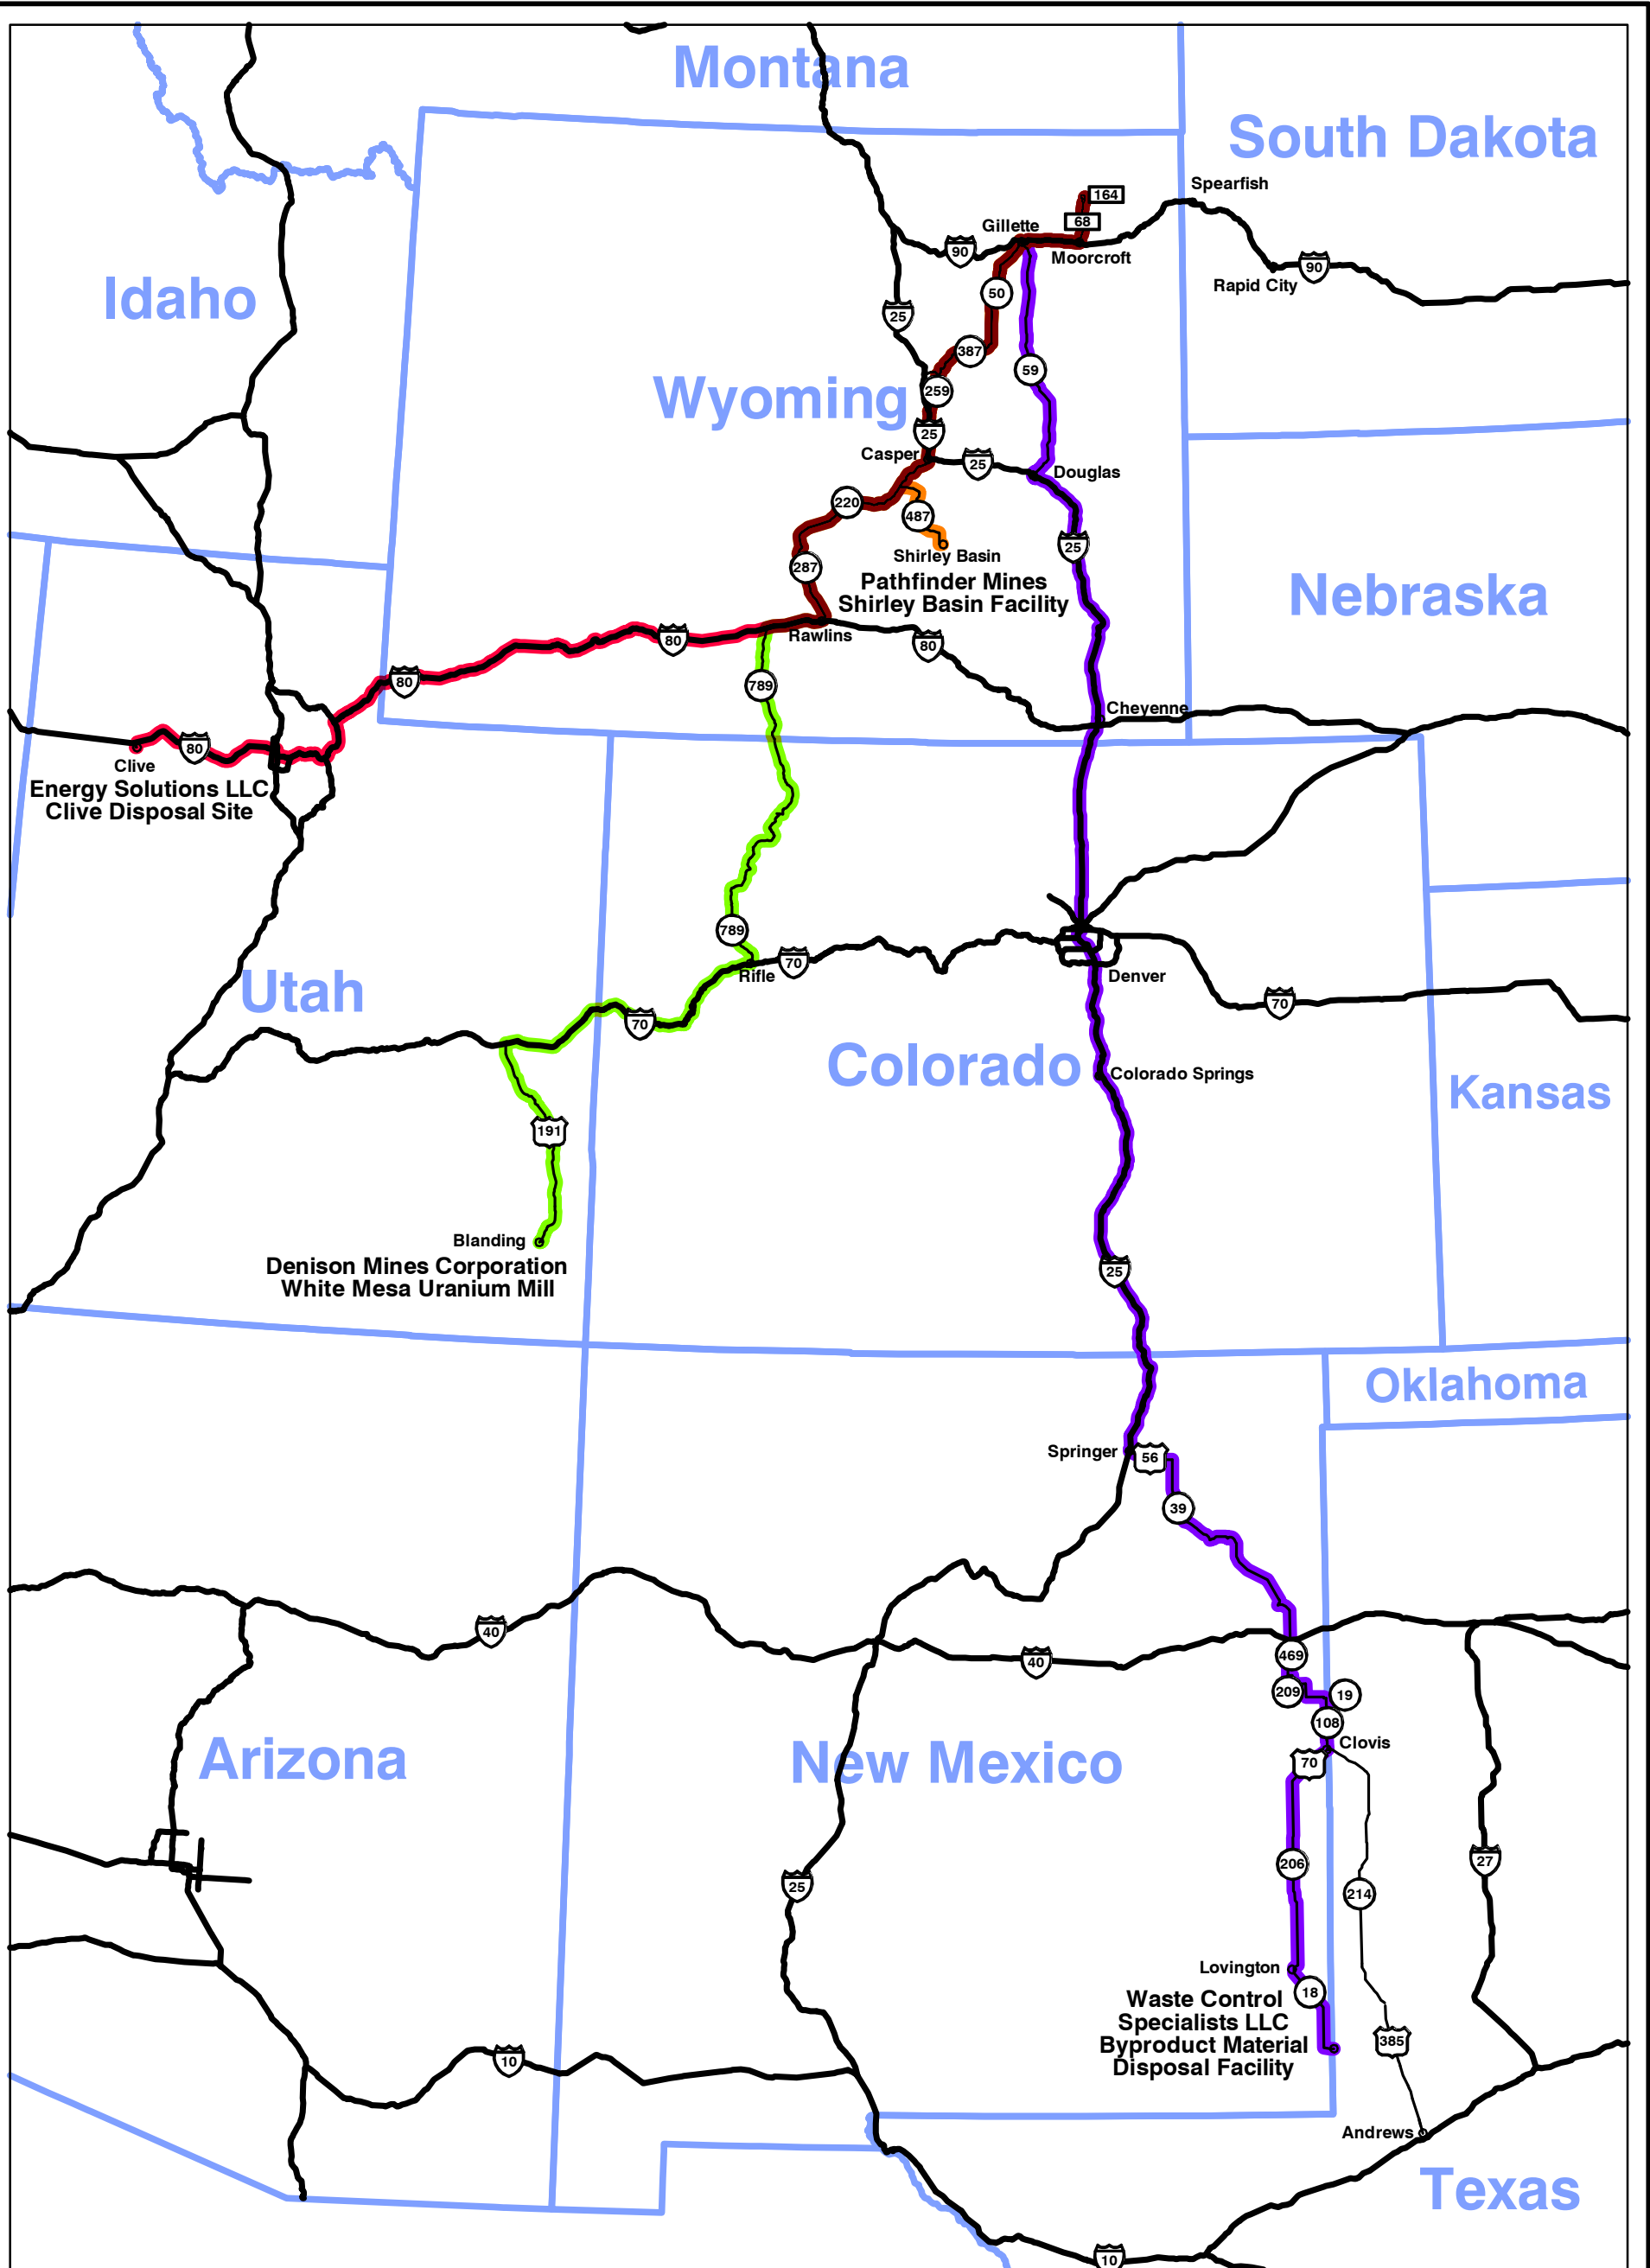 Montana
South Dakota
Spearfish
164
68
Gillette
90
Moorcroft
90
Rapid City
Idaho
50
25
387
59
259
Wyoming
25
Casper
25
Douglas
220
487
25
Shirley Basin
287
Pathfinder Mines
Shirley Basin Facility
Nebraska
80
Rawlins
80
80
789
Cheyenne
80
Clive
Energy Solutions LLC
Clive Disposal Site
789
70
Rifle
Denver
Utah
70
70
Colorado
Colorado Springs
Kansas
191
Blanding
Denison Mines Corporation
White Mesa Uranium Mill
25
Oklahoma
Springer
56
39
40
469
40
209
19
108
Clovis
Arizona
New Mexico
70
206
27
25
214
Lovington
18
Waste Control
Specialists LLC
Byproduct Material
Disposal Facility
385
10
Andrews
Texas
10